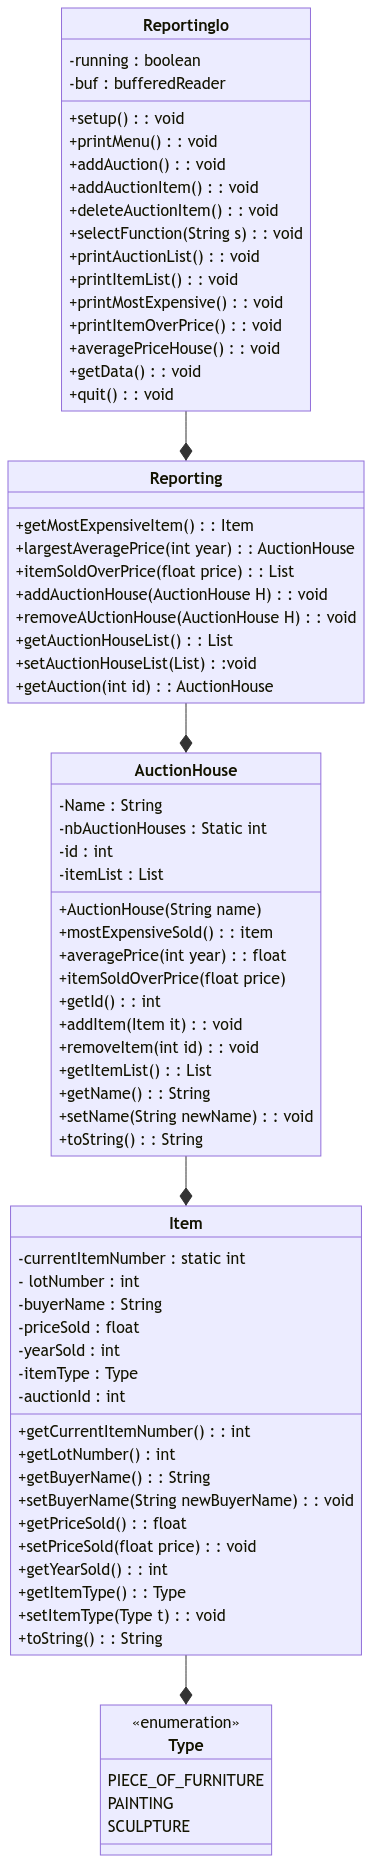 ReportingIo
-running : boolean
-buf : bufferedReader
+setup() : : void
+printMenu() : : void
+addAuction() : : void
+addAuctionItem() : : void
+deleteAuctionItem() : : void
+selectFunction(String s) : : void
+printAuctionList() : : void
+printItemList() : : void
+printMostExpensive() : : void
+printItemOverPrice() : : void
+averagePriceHouse() : : void
+getData() : : void
+quit() : : void
Reporting
+getMostExpensiveItem() : : Item
+largestAveragePrice(int year) : : AuctionHouse
+itemSoldOverPrice(float price) : : List
+addAuctionHouse(AuctionHouse H) : : void
+removeAUctionHouse(AuctionHouse H) : : void
+getAuctionHouseList() : : List
+setAuctionHouseList(List) : :void
+getAuction(int id) : : AuctionHouse
AuctionHouse
-Name : String
-nbAuctionHouses : Static int
-id : int
-itemList : List
+AuctionHouse(String name)
+mostExpensiveSold() : : item
+averagePrice(int year) : : float
+itemSoldOverPrice(float price)
+getId() : : int
+addItem(Item it) : : void
+removeItem(int id) : : void
+getItemList() : : List
+getName() : : String
+setName(String newName) : : void
+toString() : : String
Item
-currentItemNumber : static int
- lotNumber : int
-buyerName : String
-priceSold : float
-yearSold : int
-itemType : Type
-auctionId : int
+getCurrentItemNumber() : : int
+getLotNumber() : int
+getBuyerName() : : String
+setBuyerName(String newBuyerName) : : void
+getPriceSold() : : float
+setPriceSold(float price) : : void
+getYearSold() : : int
+getItemType() : : Type
+setItemType(Type t) : : void
+toString() : : String
«enumeration»
Type
PIECE_OF_FURNITURE
PAINTING
SCULPTURE